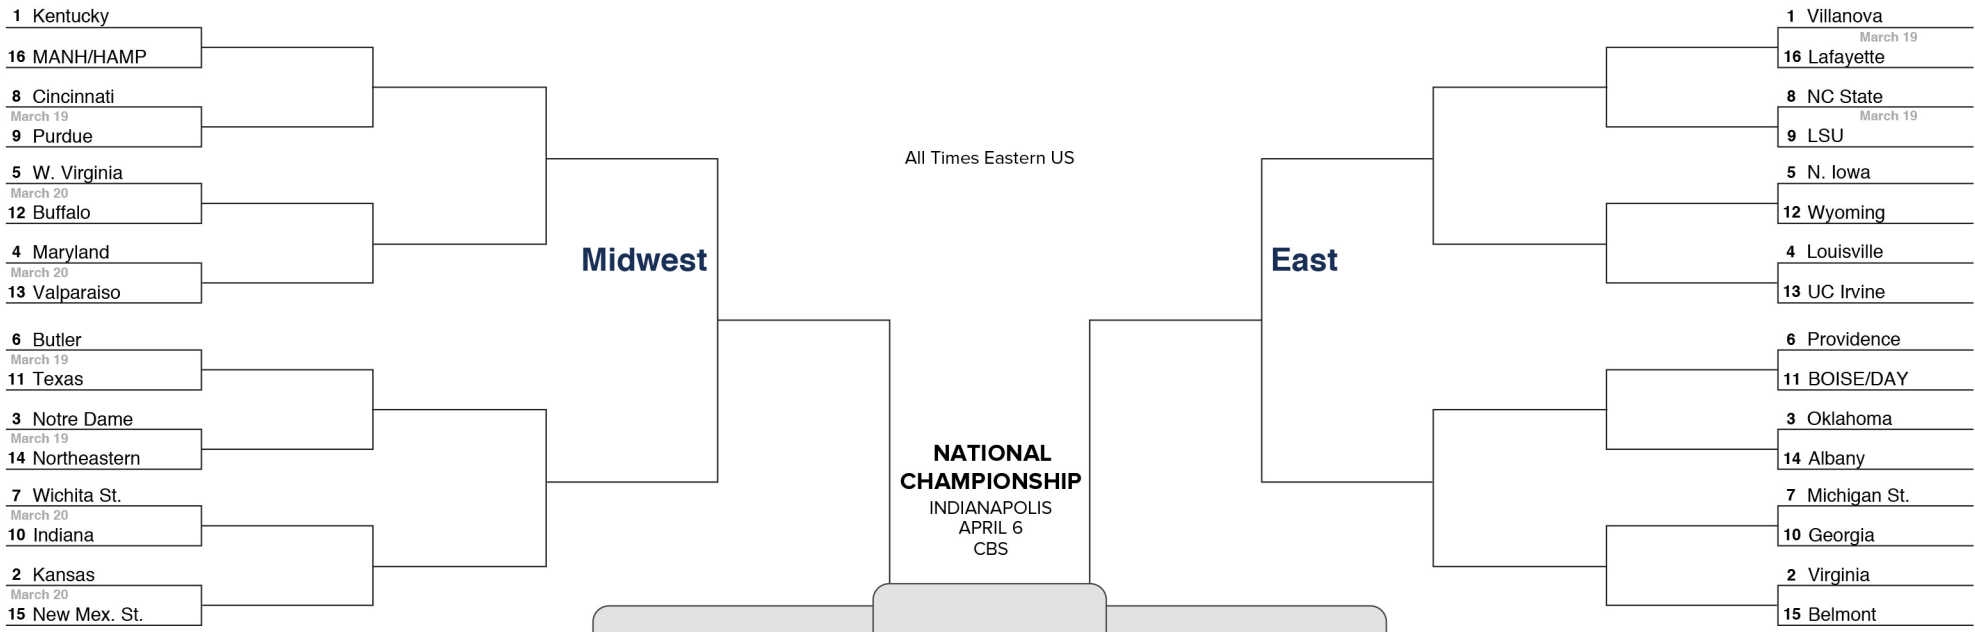 1 Kentucky
16 MANH/HAMP
8 Cincinnati
March 19
9 Purdue
5 W. Virginia
March 20
12 Buffalo
4 Maryland
March 20
13 Valparaiso
6 Butler
March 19
11 Texas
3 Notre Dame
March 19
14 Northeastern
7 Wichita St.
March 20
10 Indiana
2 Kansas
March 20
15 New Mex. St.
Midwest
All Times Eastern US
NATIONAL
CHAMPIONSHIP
INDIANAPOLIS
APRIL 6
CBS
East
1 Villanova
March 19
16 Lafayette
8 NC State
March 19
9 LSU
5 N. Iowa
12 Wyoming
4 Louisville
13 UC Irvine
6 Providence
11 BOISE/DAY
3 Oklahoma
14 Albany
7 Michigan St.
10 Georgia
2 Virginia
15 Belmont